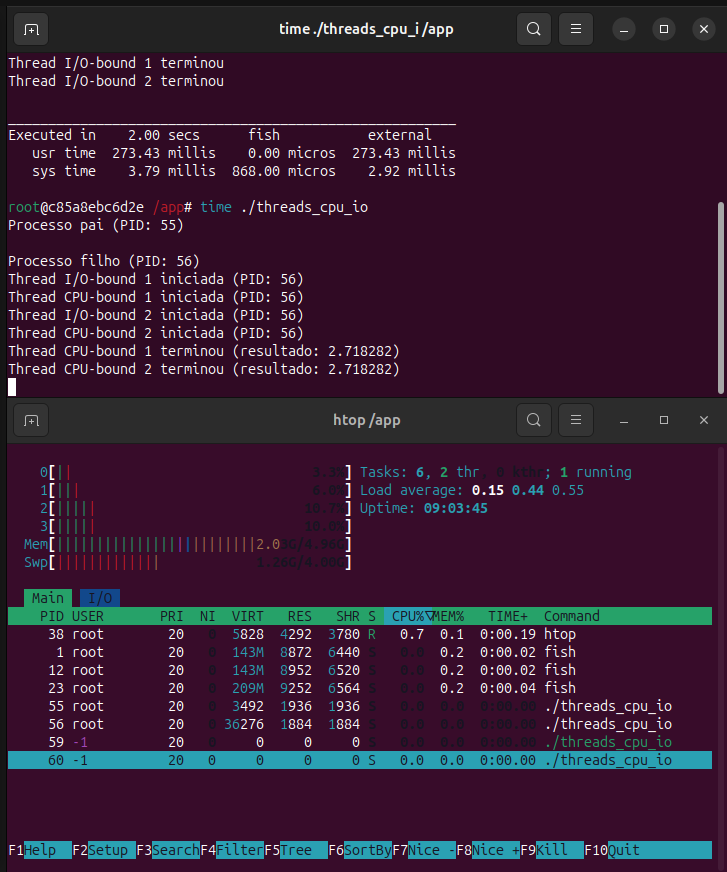 time ./threads_cpu_i /app
Thread I/O-bound 1 terminou
Thread I/O-bound 2 terminou
________________________________________________________
Executed in    2.00 secs      fish           external
   usr time  273.43 millis    0.00 micros  273.43 millis
   sys time    3.79 millis  868.00 micros    2.92 millis
root@c85a8ebc6d2e /app# time ./threads_cpu_io
Processo pai (PID: 55)
Processo filho (PID: 56)
Thread I/O-bound 1 iniciada (PID: 56)
Thread CPU-bound 1 iniciada (PID: 56)
Thread I/O-bound 2 iniciada (PID: 56)
Thread CPU-bound 2 iniciada (PID: 56)
Thread CPU-bound 1 terminou (resultado: 2.718282)
Thread CPU-bound 2 terminou (resultado: 2.718282)
htop /app
0[|| ] Tasks: 6, 2 thr, 0 kthr; 1 running
1[||| 6.0%] Load average: 0.15 0.44 0.55
2[||||| 10.7%] Uptime: 09:03:45
3[||||| 10.0%]
Mem[|||||||||||||||||||||||||2.03G/4.96G]
Swp[||||||||||||| 1.26G/4.00G]
Main I/O
PID USER PRI NI VIRT RES SHR S CPU%▽MEM% TIME+ Command
38 root 20 0 5828 4292 3780 R 0.7 0.1 0:00.19 htop
1 root 20 0 143M 8872 6440 S 0.0 0.2 0:00.02 fish
12 root 20 0 143M 8952 6520 S 0.0 0.2 0:00.02 fish
23 root 20 0 209M 9252 6564 S 0.0 0.2 0:00.04 fish
55 root 20 0 3492 1936 1936 S 0.0 0.0 0:00.00 ./threads_cpu_io
56 root 20 0 36276 1884 1884 S 0.0 0.0 0:00.00 ./threads_cpu_io
59 -1 20 0 0 0 0 S 0.0 0.0 0:00.00 ./threads_cpu_io
60 -1 20 0 0 0 0 S 0.0 0.0 0:00.00 ./threads_cpu_io
F1Help F2Setup F3SearchF4FilterF5Tree F6SortByF7Nice -F8Nice +F9Kill F10Quit